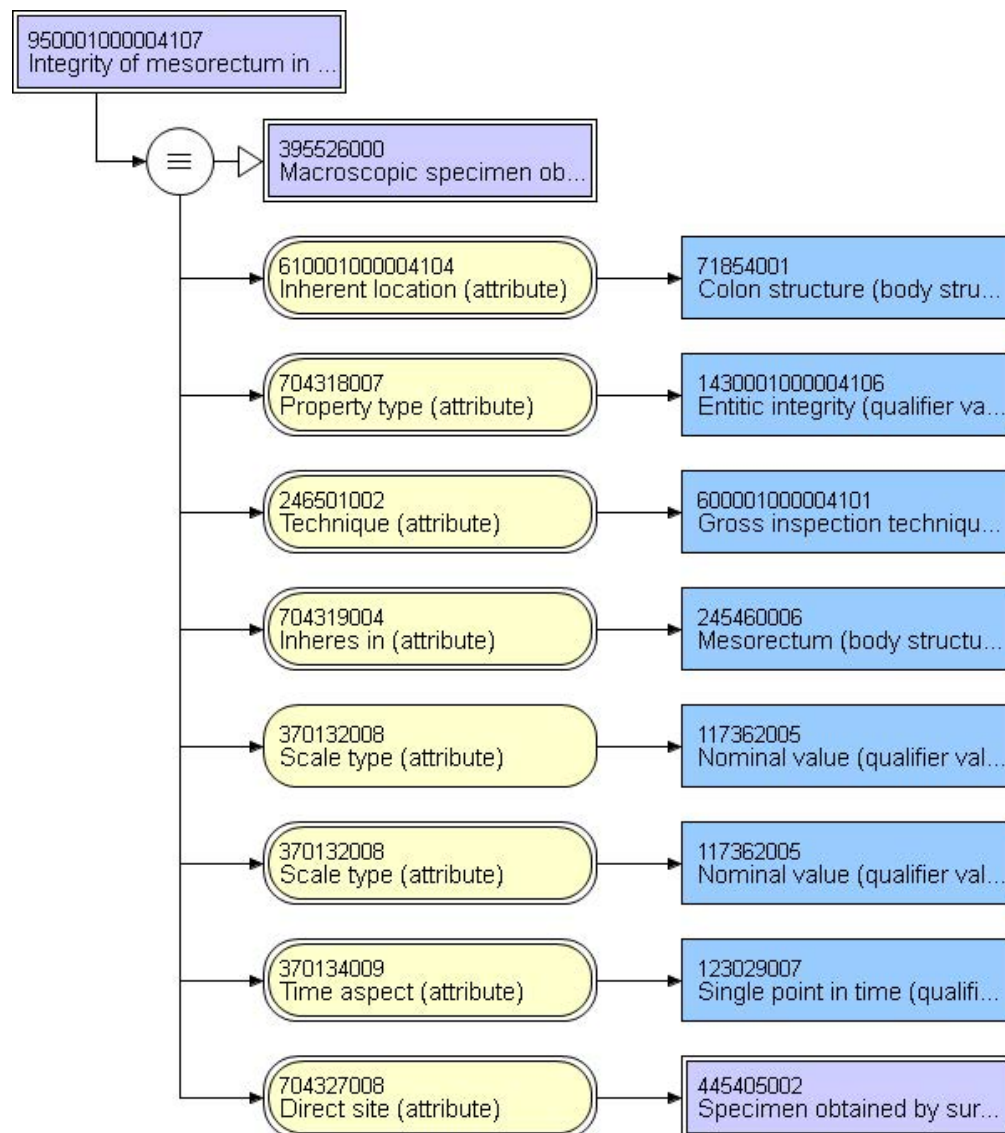 950001000004107
Integrity of mesorectum in ...
≡
395526000
Macroscopic specimen ob...
610001000004104
Inherent location (attribute)
71854001
Colon structure (body stru...
704318007
Property type (attribute)
1430001000004106
Entitic integrity (qualifier va...
246501002
Technique (attribute)
600001000004101
Gross inspection techniqu...
704319004
Inheres in (attribute)
245460006
Mesorectum (body structu...
370132008
Scale type (attribute)
117362005
Nominal value (qualifier val...
370132008
Scale type (attribute)
117362005
Nominal value (qualifier val...
370134009
Time aspect (attribute)
123029007
Single point in time (qualifi...
704327008
Direct site (attribute)
445405002
Specimen obtained by sur...